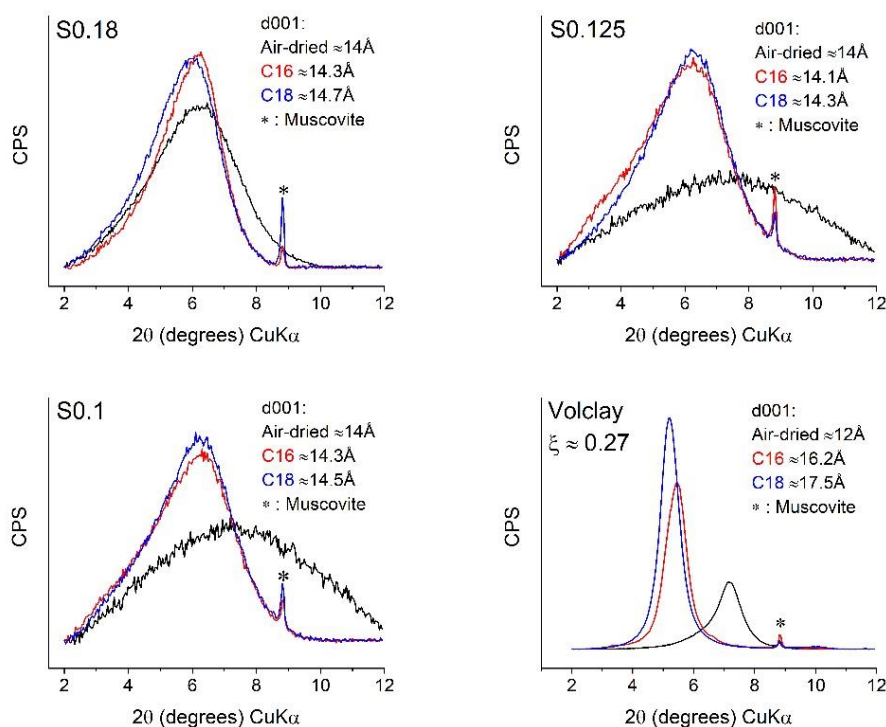 S0.18
d001:
Air-dried ≈14Å
C16 ≈14.3Å
C18 ≈14.7Å
* : Muscovite
*
CPS
2 4 6 8 10 12
2θ (degrees) CuKα
S0.125
d001:
Air-dried ≈14Å
C16 ≈14.1Å
C18 ≈14.3Å
* : Muscovite
*
CPS
2 4 6 8 10 12
2θ (degrees) CuKα
S0.1
d001:
Air-dried ≈14Å
C16 ≈14.3Å
C18 ≈14.5Å
* : Muscovite
*
CPS
2 4 6 8 10 12
2θ (degrees) CuKα
Volclay
ξ ≈ 0.27
d001:
Air-dried ≈12Å
C16 ≈16.2Å
C18 ≈17.5Å
* : Muscovite
*
CPS
2 4 6 8 10 12
2θ (degrees) CuKα